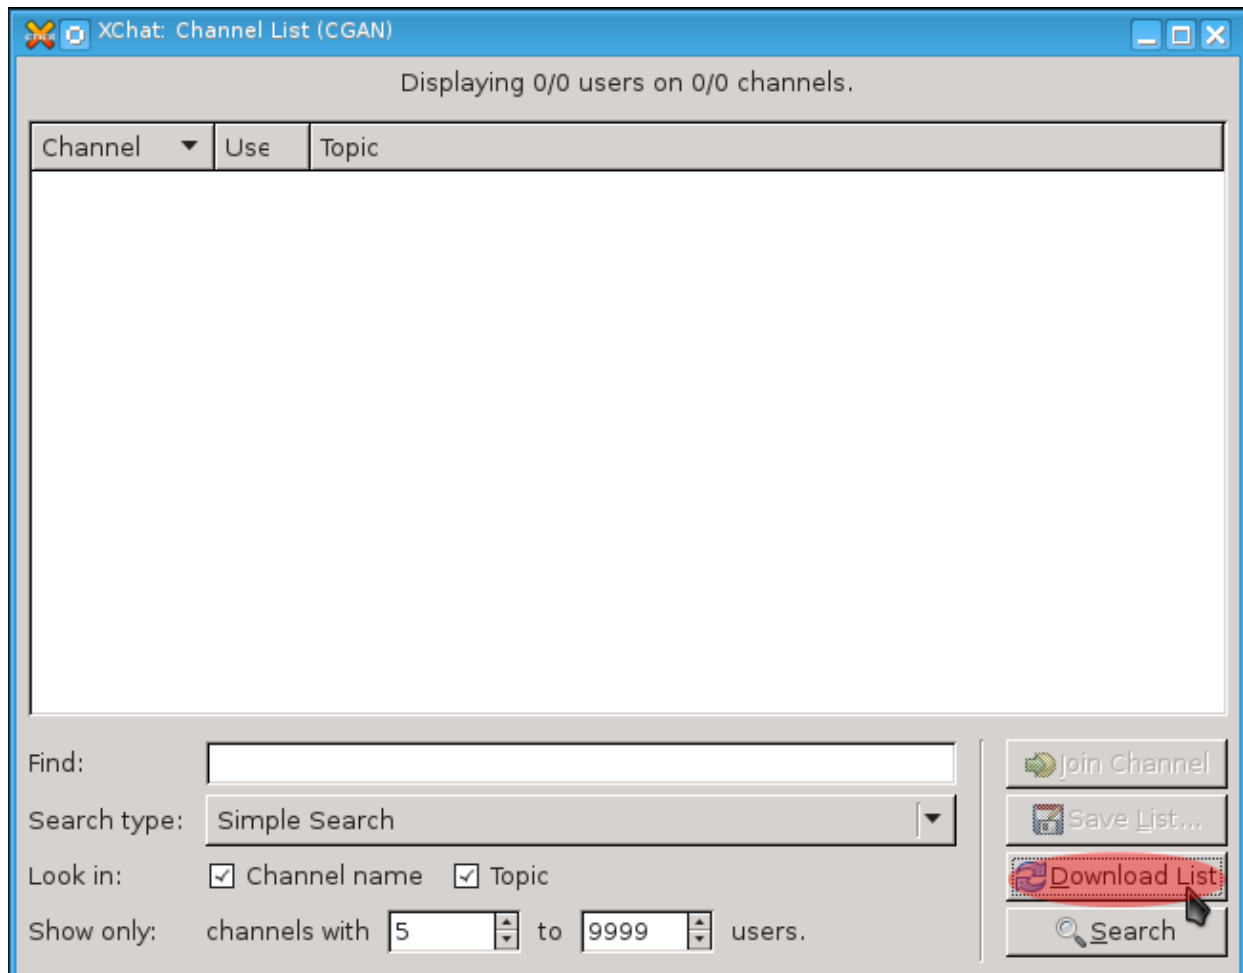 XChat: Channel List (CGAN)
Displaying 0/0 users on 0/0 channels.
Channel Use Topic
Find: Join Channel
Search type: Simple Search Save List...
Look in: Channel name Topic Download List
Show only: channels with 5 to 9999 users. Search